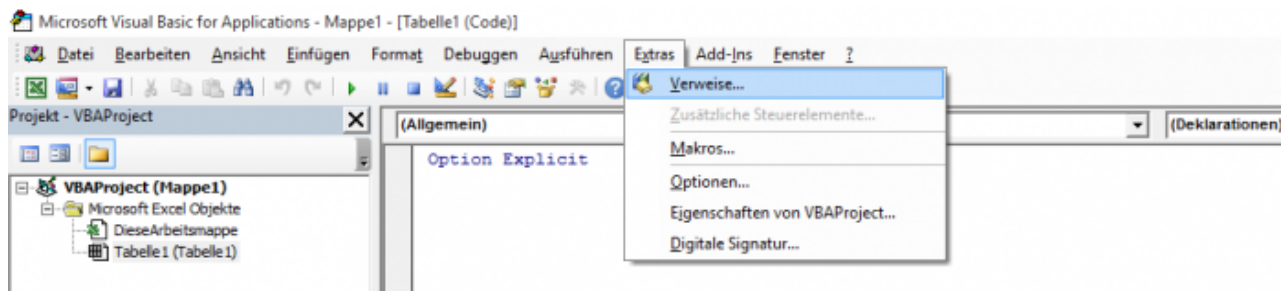 Microsoft Visual Basic for Applications - Mappe1 - [Tabelle1 (Code)]
Datei Bearbeiten Ansicht Einfügen Format Debuggen Ausführen Extras Add-Ins Fenster ?
Verweise...
Projekt - VBAProject
(Allgemein)
Zusätzliche Steuerelemente...
(Deklarationen)
Makros...
Option Explicit
Optionen...
VBAProject (Mappe1)
Microsoft Excel Objekte
Eigenschaften von VBAProject...
DieseArbeitsmappe
Digitale Signatur...
Tabelle1 (Tabelle1)